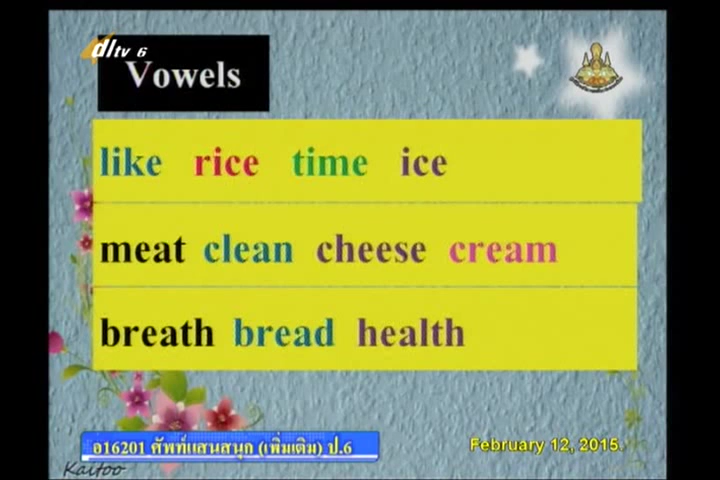 dltv 6
Vowels
like rice time ice
meat clean cheese cream
breath bread health
อ16201 ศัพท์แสนสนุก (เพิ่มเติม) ป.6
February 12, 2015.
Kaitoo